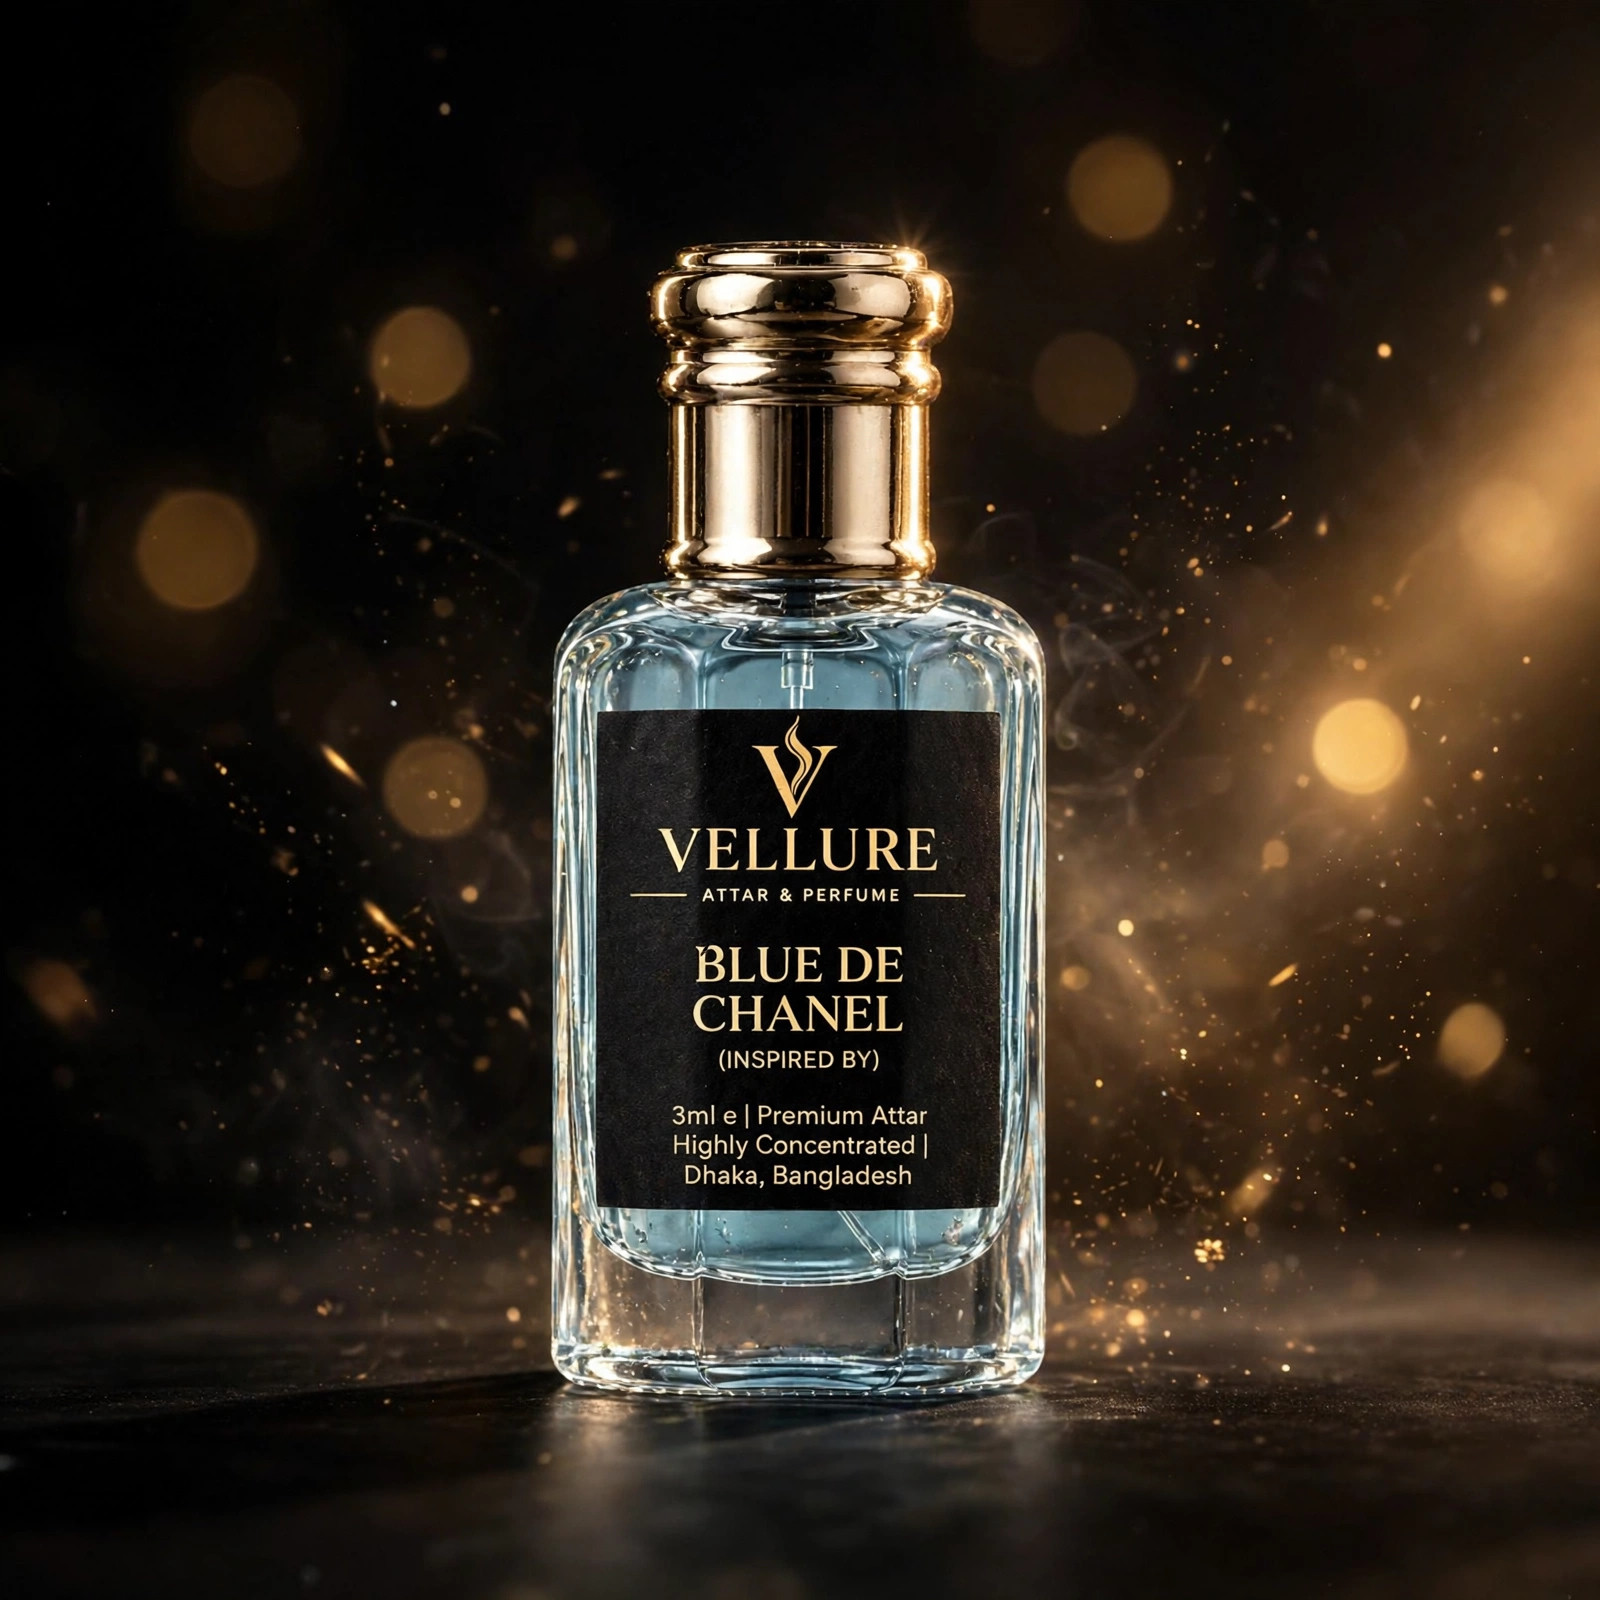 VELLURE
ATTAR & PERFUME
BLUE DE
CHANEL
(INSPIRED BY)
3ml e | Premium Attar
Highly Concentrated |
Dhaka, Bangladesh